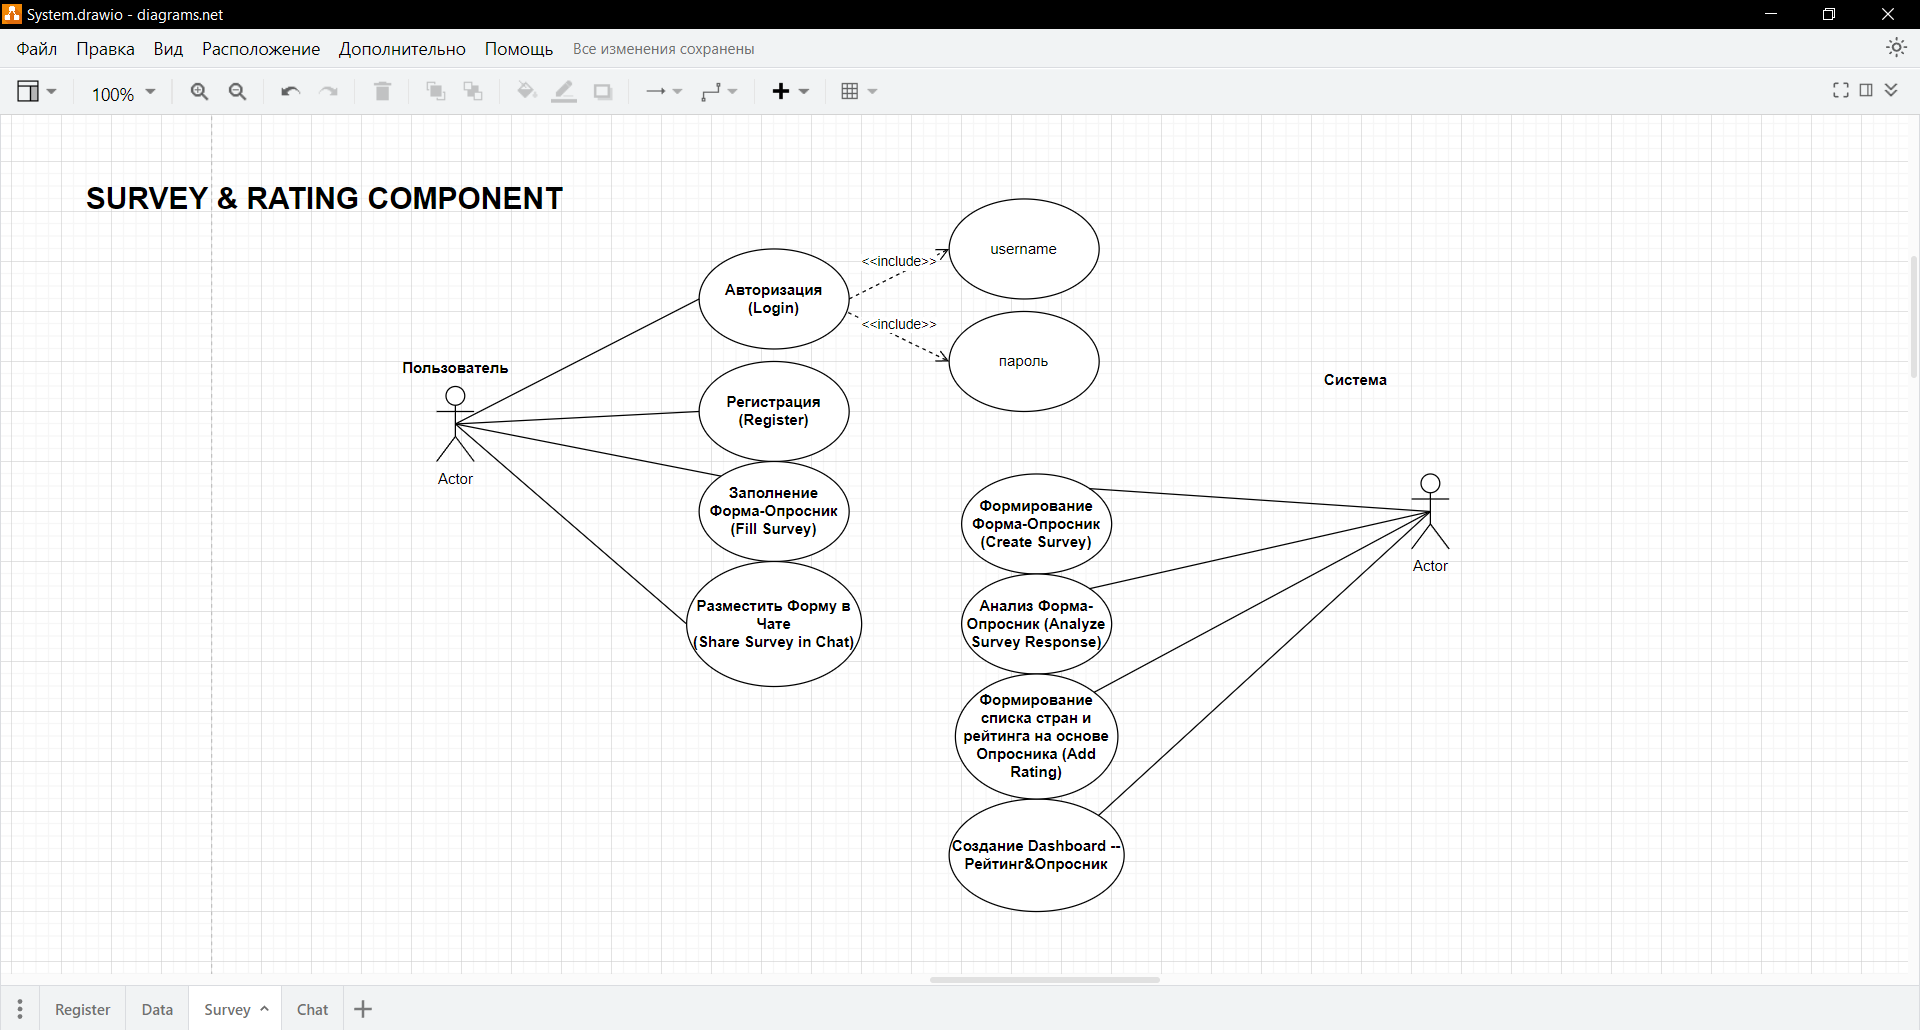 System.drawio - diagrams.net
Файл Правка Вид Расположение Дополнительно Помощь Все изменения сохранены
100%
SURVEY & RATING COMPONENT
username
<<include>>
Авторизация
(Login)
<<include>>
пароль
Пользователь
Система
Регистрация
(Register)
Actor
Заполнение
Форма-Опросник
(Fill Survey)
Формирование
Форма-Опросник
(Create Survey)
Actor
Разместить Форму в
Чате
(Share Survey in Chat)
Анализ Форма-
Опросник (Analyze
Survey Response)
Формирование
списка стран и
рейтинга на основе
Опросника (Add
Rating)
Создание Dashboard --
Рейтинг&Опросник
Register Data Survey Chat